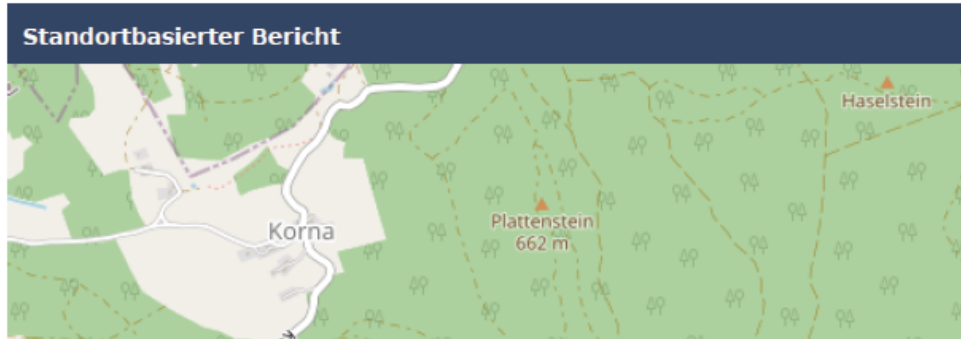 Standortbasierter Bericht
Haselstein
Plattenstein
662 m
Korna